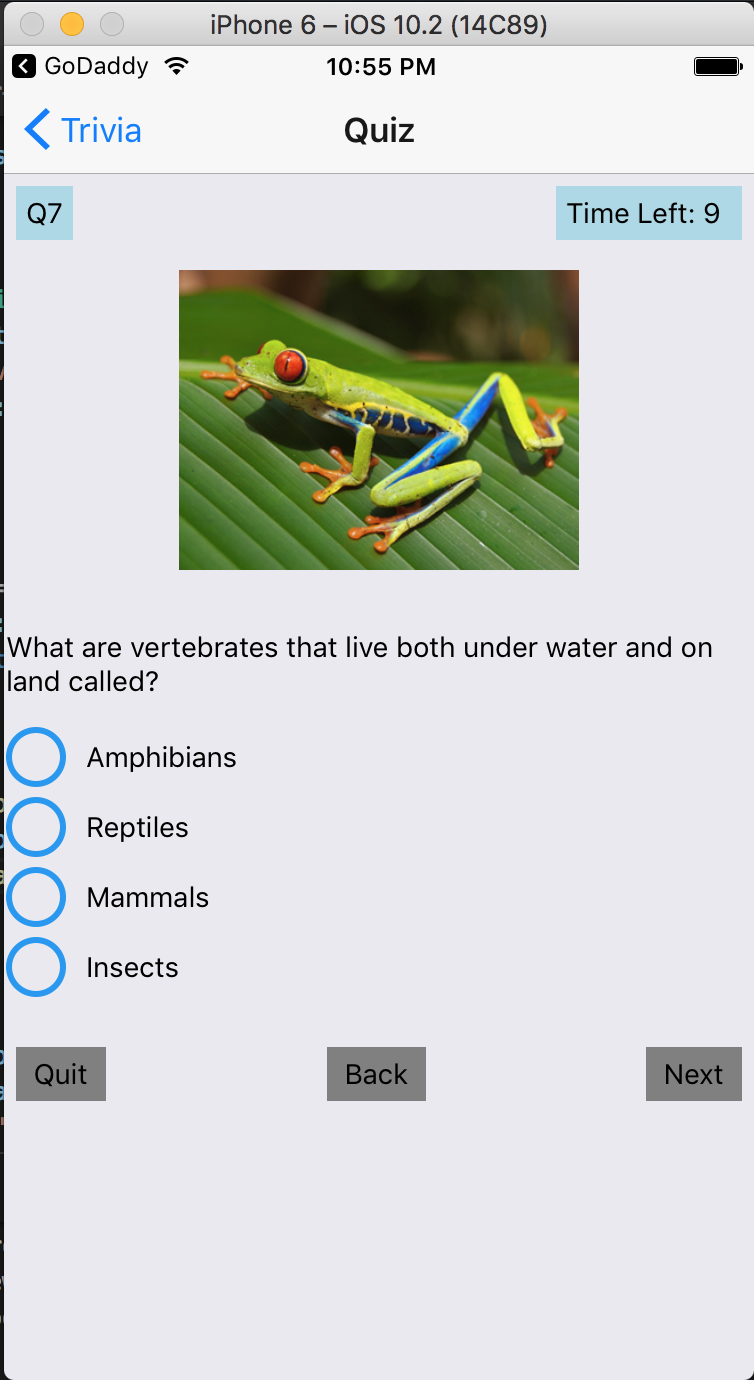 iPhone 6 – iOS 10.2 (14C89)
GoDaddy 10:55 PM
Trivia Quiz
Q7 Time Left: 9
What are vertebrates that live both under water and on
land called?
Amphibians
Reptiles
Mammals
Insects
Quit Back Next